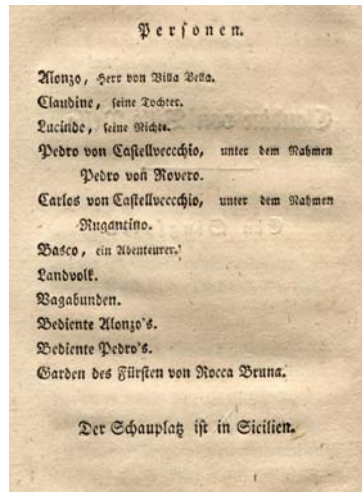 Personen.
Alonzo, Herr von Villa Bella.
Claudine, seine Tochter.
Lucinde, seine Nichte.
Pedro von Castellvecchio, unter dem Nahmen
Pedro von Rovero.
Carlos von Castellvecchio, unter dem Nahmen
Rugantino.
Basco, ein Abenteurer.
Landvolk.
Vagabunden.
Bediente Alonzo's.
Bediente Pedro's.
Garden des Fürsten von Rocca Bruna.
Der Schauplatz ist in Sicilien.